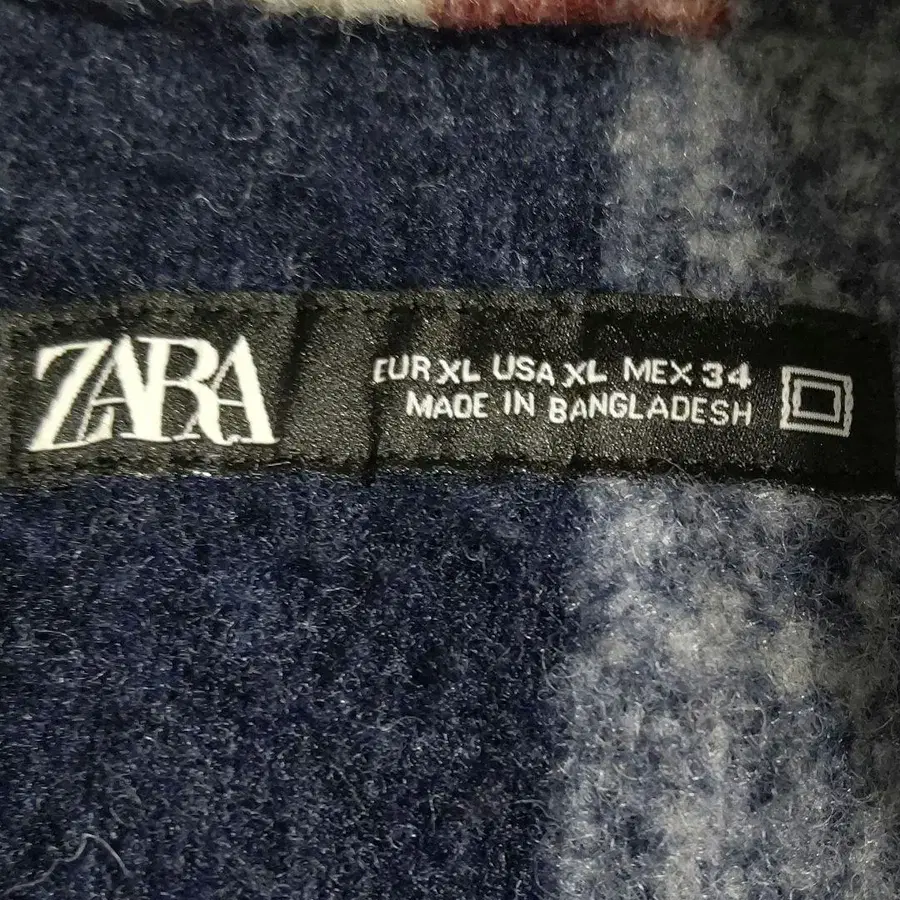 ZARA
EUR XL USA XL MEX 34
MADE IN BANGLADESH